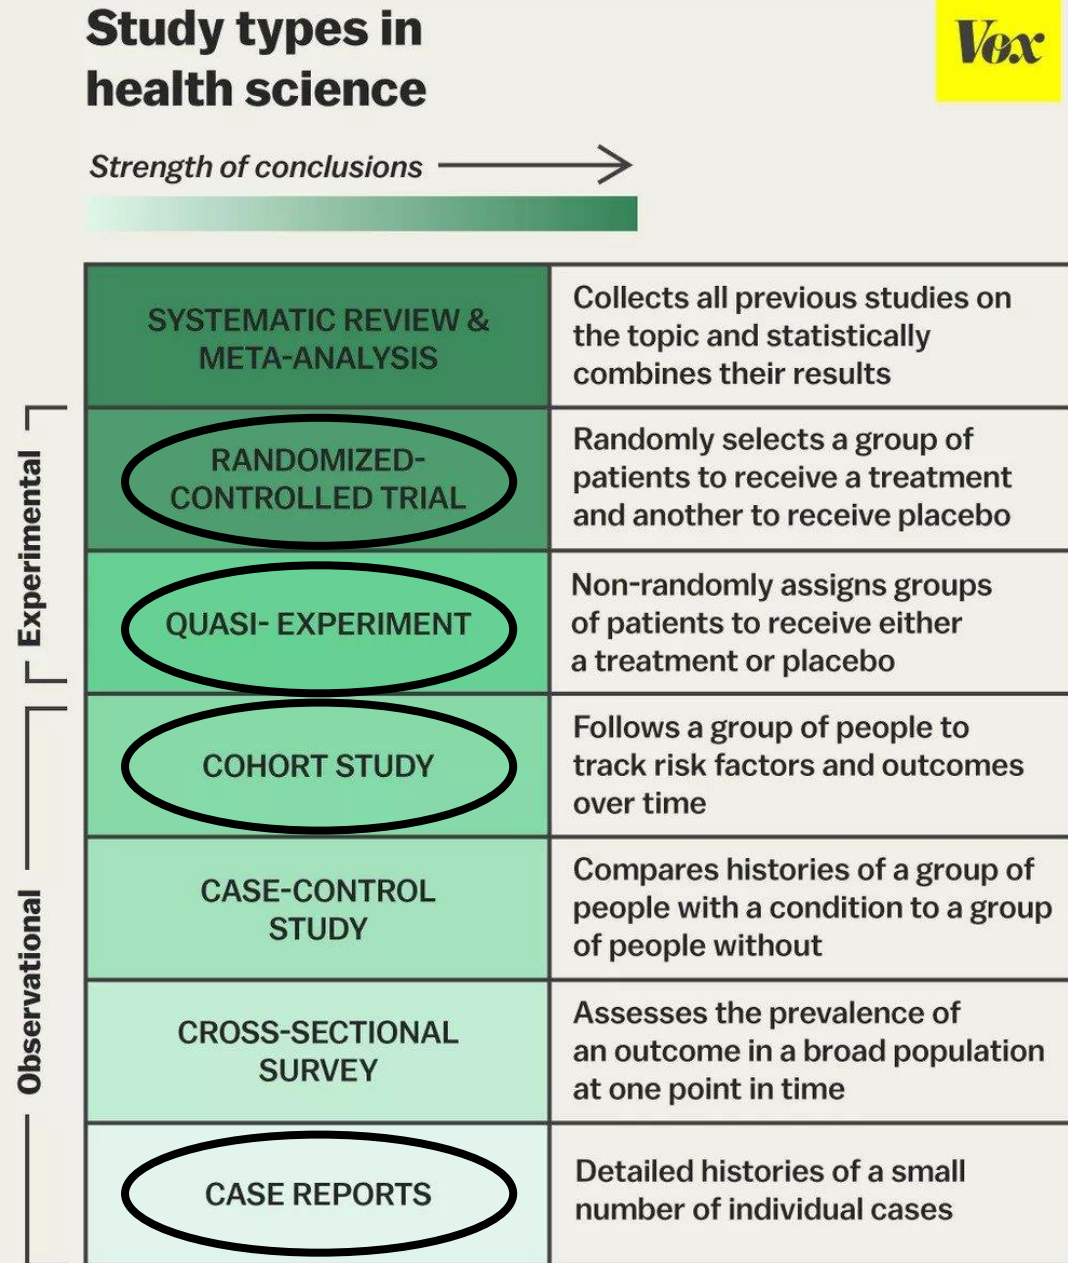 Study types in
health science
Vox
Strength of conclusions
SYSTEMATIC REVIEW &
META-ANALYSIS
Collects all previous studies on
the topic and statistically
combines their results
Experimental
RANDOMIZED-
CONTROLLED TRIAL
Randomly selects a group of
patients to receive a treatment
and another to receive placebo
QUASI- EXPERIMENT
Non-randomly assigns groups
of patients to receive either
a treatment or placebo
Observational
COHORT STUDY
Follows a group of people to
track risk factors and outcomes
over time
CASE-CONTROL
STUDY
Compares histories of a group of
people with a condition to a group
of people without
CROSS-SECTIONAL
SURVEY
Assesses the prevalence of
an outcome in a broad population
at one point in time
CASE REPORTS
Detailed histories of a small
number of individual cases